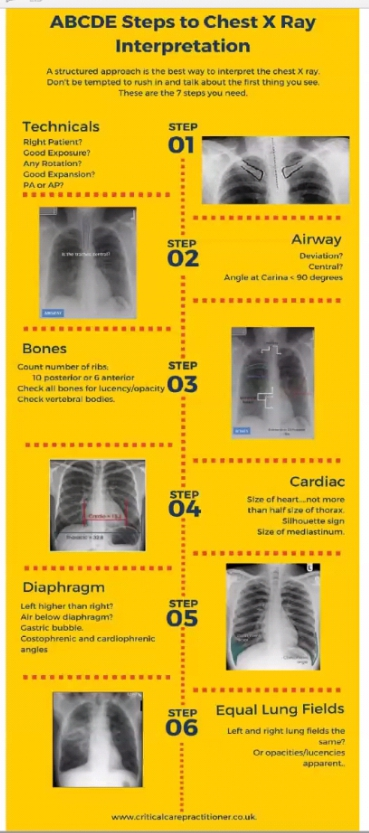 ABCDE Steps to Chest X Ray
Interpretation
A structured approach is the best way to interpret the chest X ray.
Don't be tempted to rush in and talk about the first thing you see.
These are the 7 steps you need.
Technicals
Right Patient?
Good Exposure?
Any Rotation?
Good Expansion?
PA or AP?
STEP
01
STEP
02
Airway
Deviation?
Central?
Angle at Carina < 90 degrees
Is the trachea central?
Bones
Count number of ribs.
10 posterior or 6 anterior
Check all bones for lucency/opacity
Check vertebral bodies.
STEP
03
STEP
04
Cardiac
Size of heart...not more
than half size of thorax.
Silhouette sign
Size of mediastinum.
Diaphragm
Left higher than right?
Air below diaphragm?
Gastric bubble.
Costophrenic and cardiophrenic
angles
STEP
05
STEP
06
Equal Lung Fields
Left and right lung fields the
same?
Or opacities/lucencies
apparent..
www.criticalcarepractitioner.co.uk